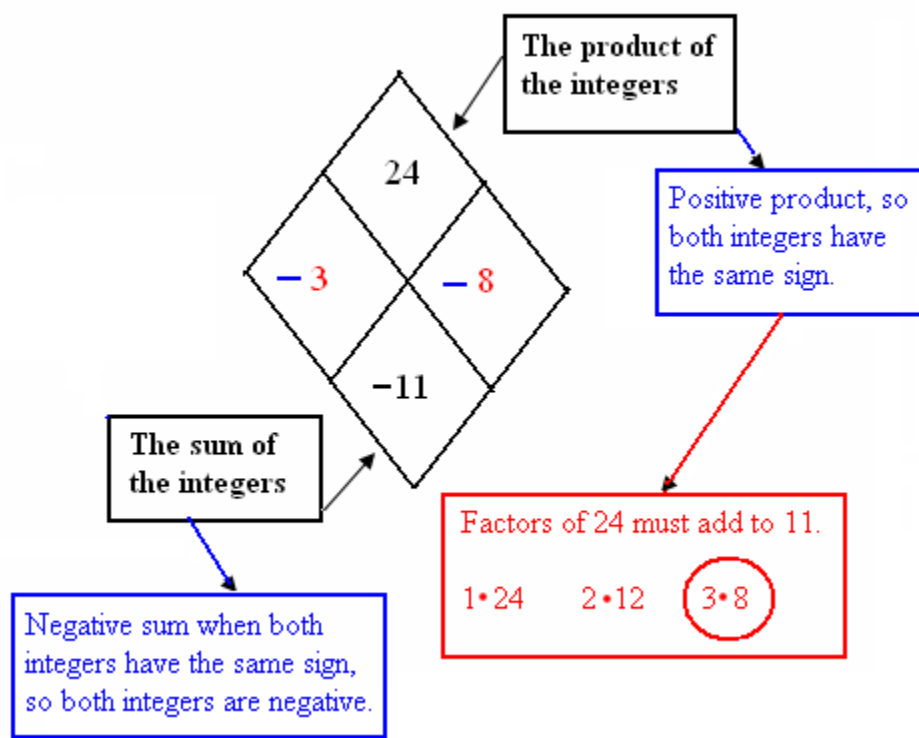 The product of
the integers
24
Positive product, so
both integers have
the same sign.
− 3
− 8
−11
The sum of
the integers
Factors of 24 must add to 11.
1•24 2•12 3•8
Negative sum when both
integers have the same sign,
so both integers are negative.